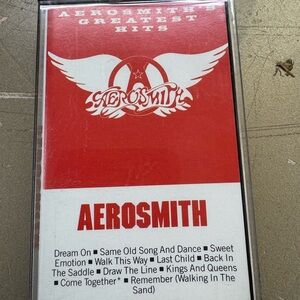 AEROSMITH'S
GREATEST
HITS
AEROSMITH
AEROSMITH
Dream On ■ Same Old Song And Dance ■ Sweet
Emotion ■ Walk This Way ■ Last Child ■ Back In
The Saddle ■ Draw The Line ■ Kings And Queens
■ Come Together* ■ Remember (Walking In The
Sand)